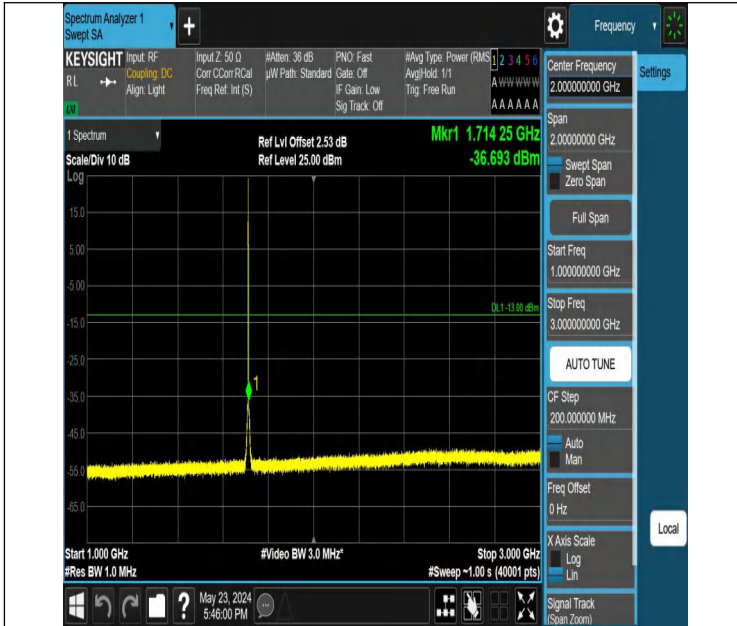 Spectrum Analyzer 1
Swept SA
+
Frequency
KEYSIGHT
RL
Input: RF
Coupling: DC
Align: Light
Input Z: 50 Ω
Corr CCorr RCal
Freq Ref: Int (S)
#Atten: 36 dB
µW Path: Standard
PNO: Fast
Gate: Off
IF Gain: Low
Sig Track: Off
#Avg Type: Power (RMS
Avg|Hold: 1/1
Trig: Free Run
1 2 3 4 5 6
A W W W W W
A A A A A A
1 Spectrum
Scale/Div 10 dB
Log
Ref Lvl Offset 2.53 dB
Ref Level 25.00 dBm
Mkr1 1.714 25 GHz
-36.693 dBm
15.0
5.00
-5.00
DL1 -13.00 dBm
-15.0
-25.0
1
-35.0
-45.0
-55.0
-65.0
Start 1.000 GHz
#Video BW 3.0 MHz*
Stop 3.000 GHz
#Res BW 1.0 MHz
#Sweep ~1.00 s (40001 pts)
?
May 23, 2024
5:46:00 PM
Center Frequency
2.000000000 GHz
Settings
Span
2.00000000 GHz
Swept Span
Zero Span
Full Span
Start Freq
1.000000000 GHz
Stop Freq
3.000000000 GHz
AUTO TUNE
CF Step
200.000000 MHz
Auto
Man
Freq Offset
0 Hz
X Axis Scale
Log
Lin
Local
Signal Track
(Span Zoom)